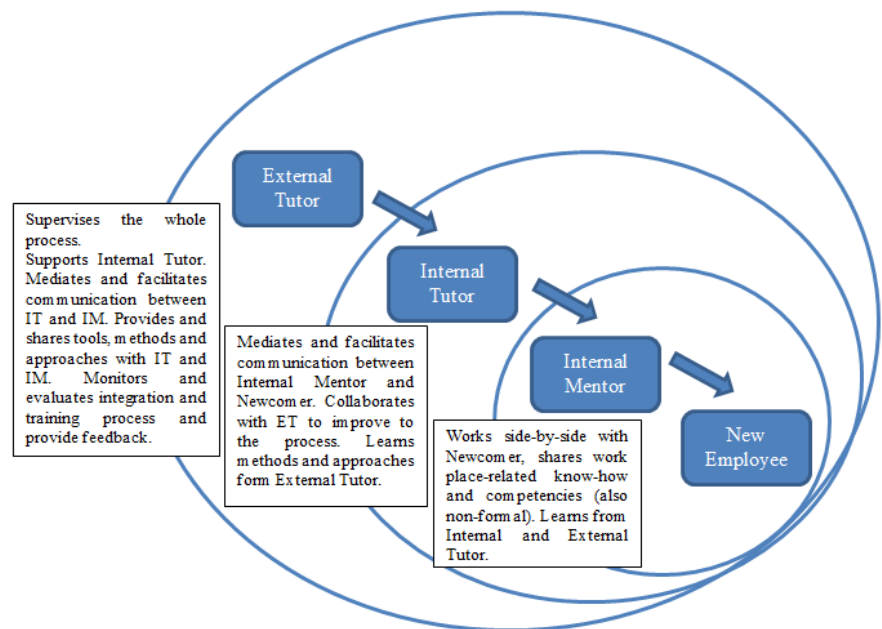 External
Tutor
Supervises the whole
process.
Supports Internal Tutor.
Mediates and facilitates
communication between
IT and IM. Provides and
shares tools, methods and
approaches with IT and
IM. Monitors and
evaluates integration and
training process and
provide feedback.
Internal
Tutor
Mediates and facilitates
communication between
Internal Mentor and
Newcomer. Collaborates
with ET to improve to
the process. Learns
methods and approaches
form External Tutor.
Internal
Mentor
Works side-by-side with
Newcomer, shares work
place-related know-how
and competencies (also
non-formal). Learns from
Internal and External
Tutor.
New
Employee